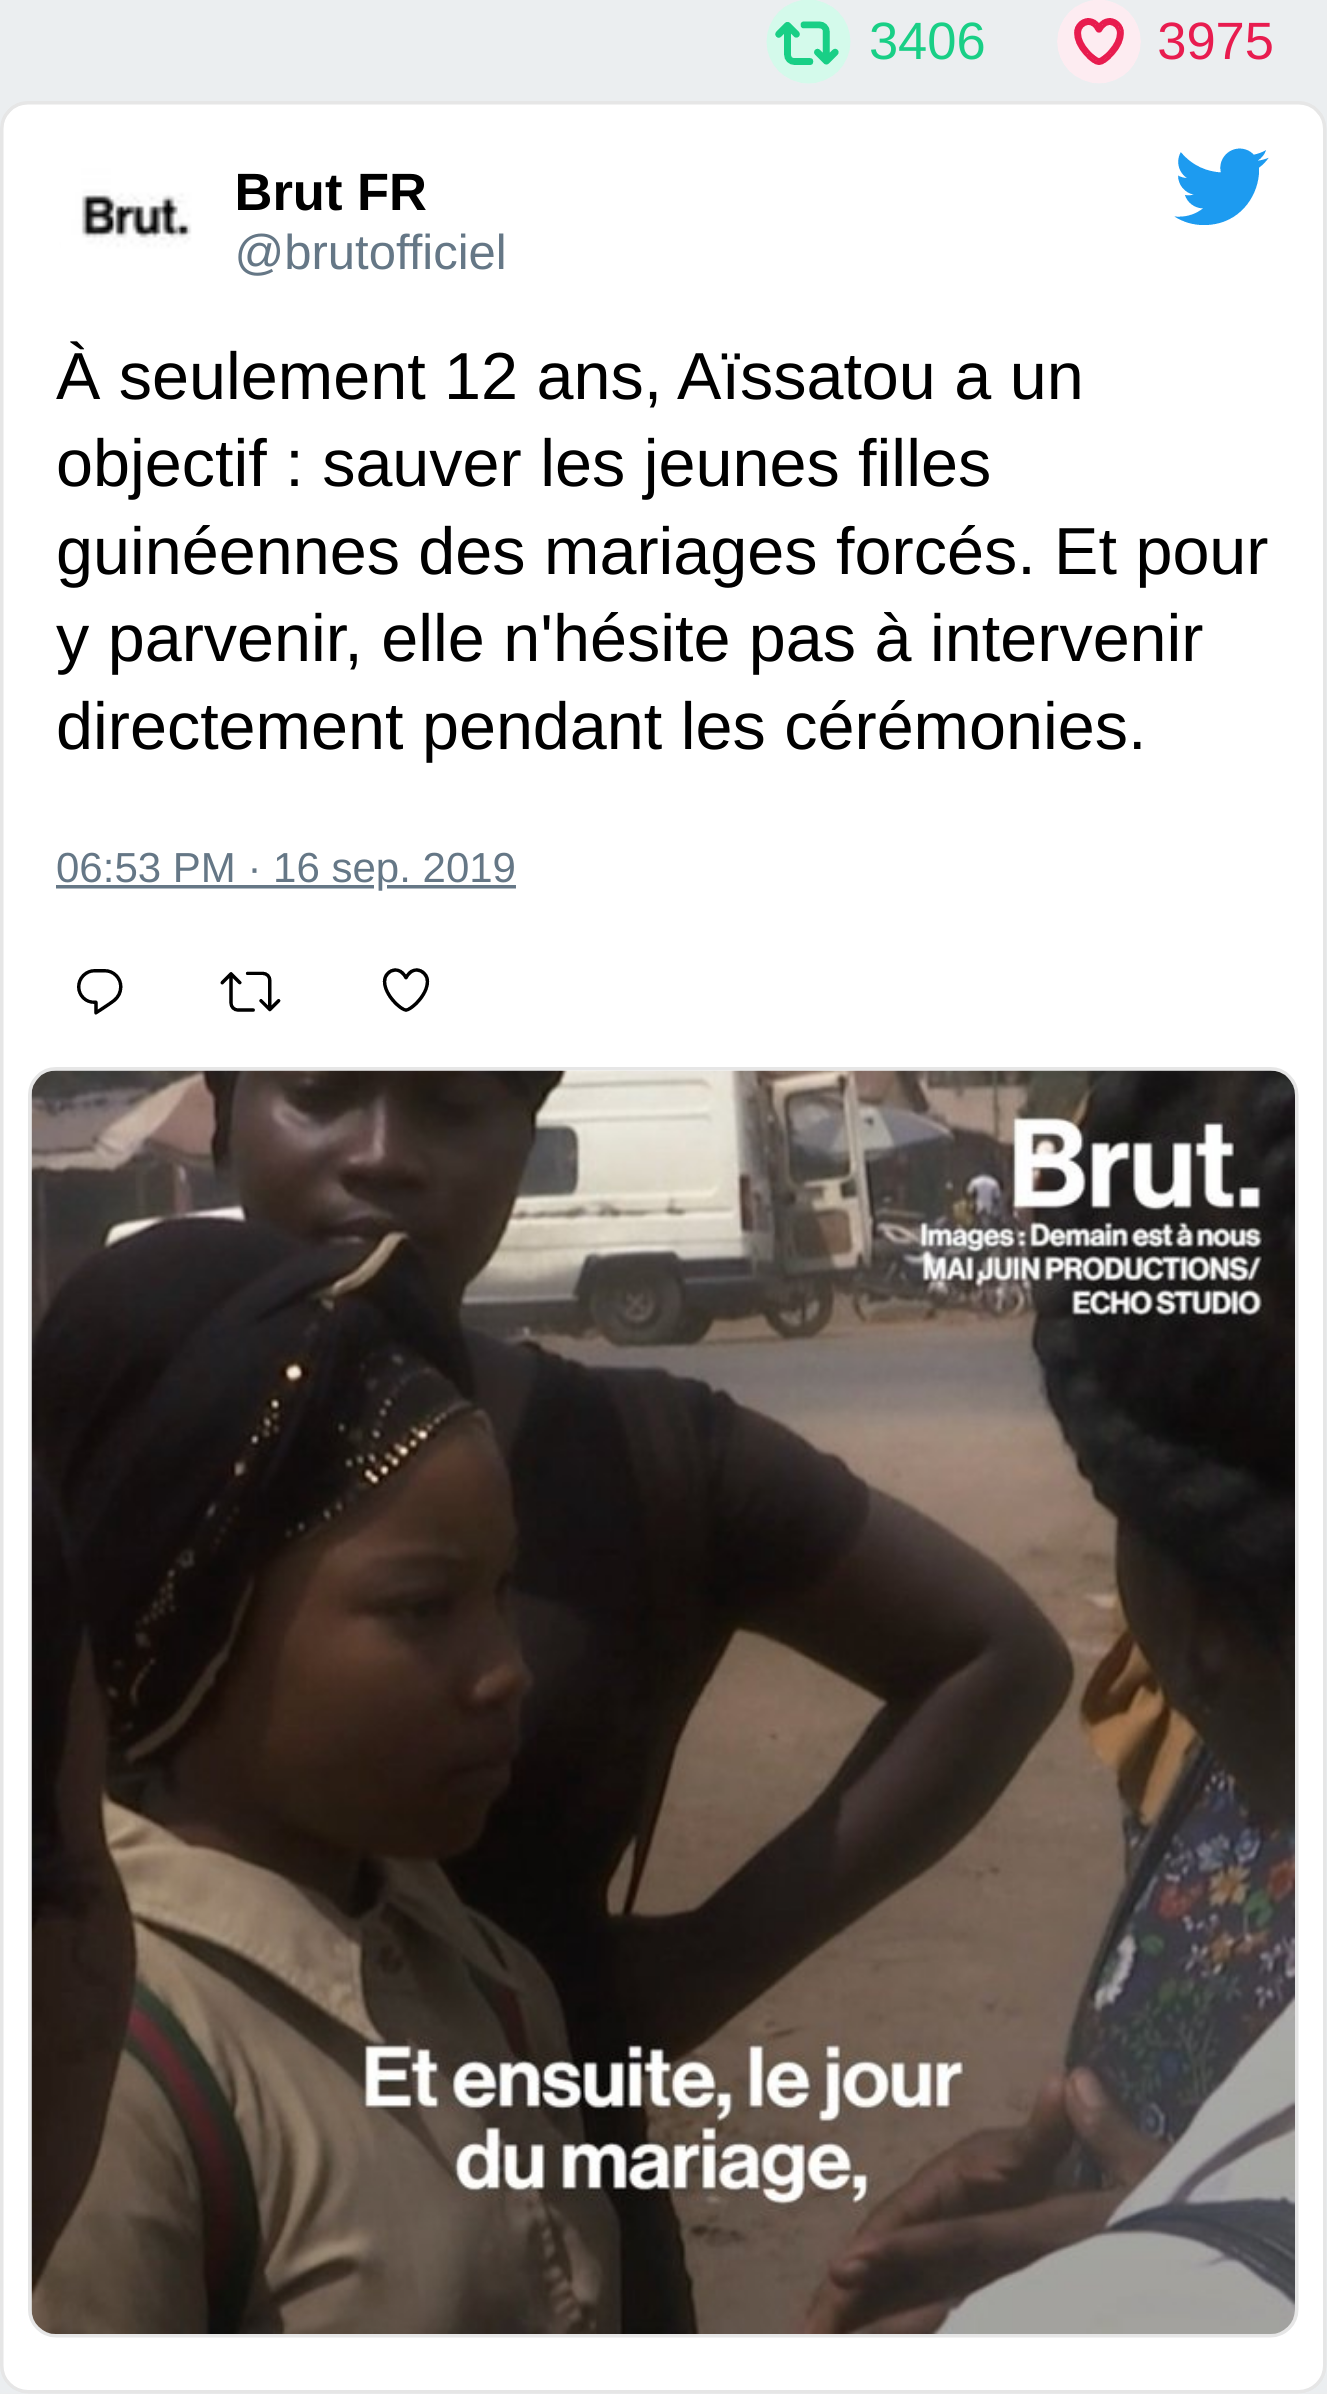 3406 3975
Brut.
Brut FR
@brutofficiel
À seulement 12 ans, Aïssatou a un
objectif : sauver les jeunes filles
guinéennes des mariages forcés. Et pour
y parvenir, elle n'hésite pas à intervenir
directement pendant les cérémonies.
06:53 PM · 16 sep. 2019
Brut.
Images : Demain est à nous
MAI JUIN PRODUCTIONS/
ECHO STUDIO
Et ensuite, le jour
du mariage,